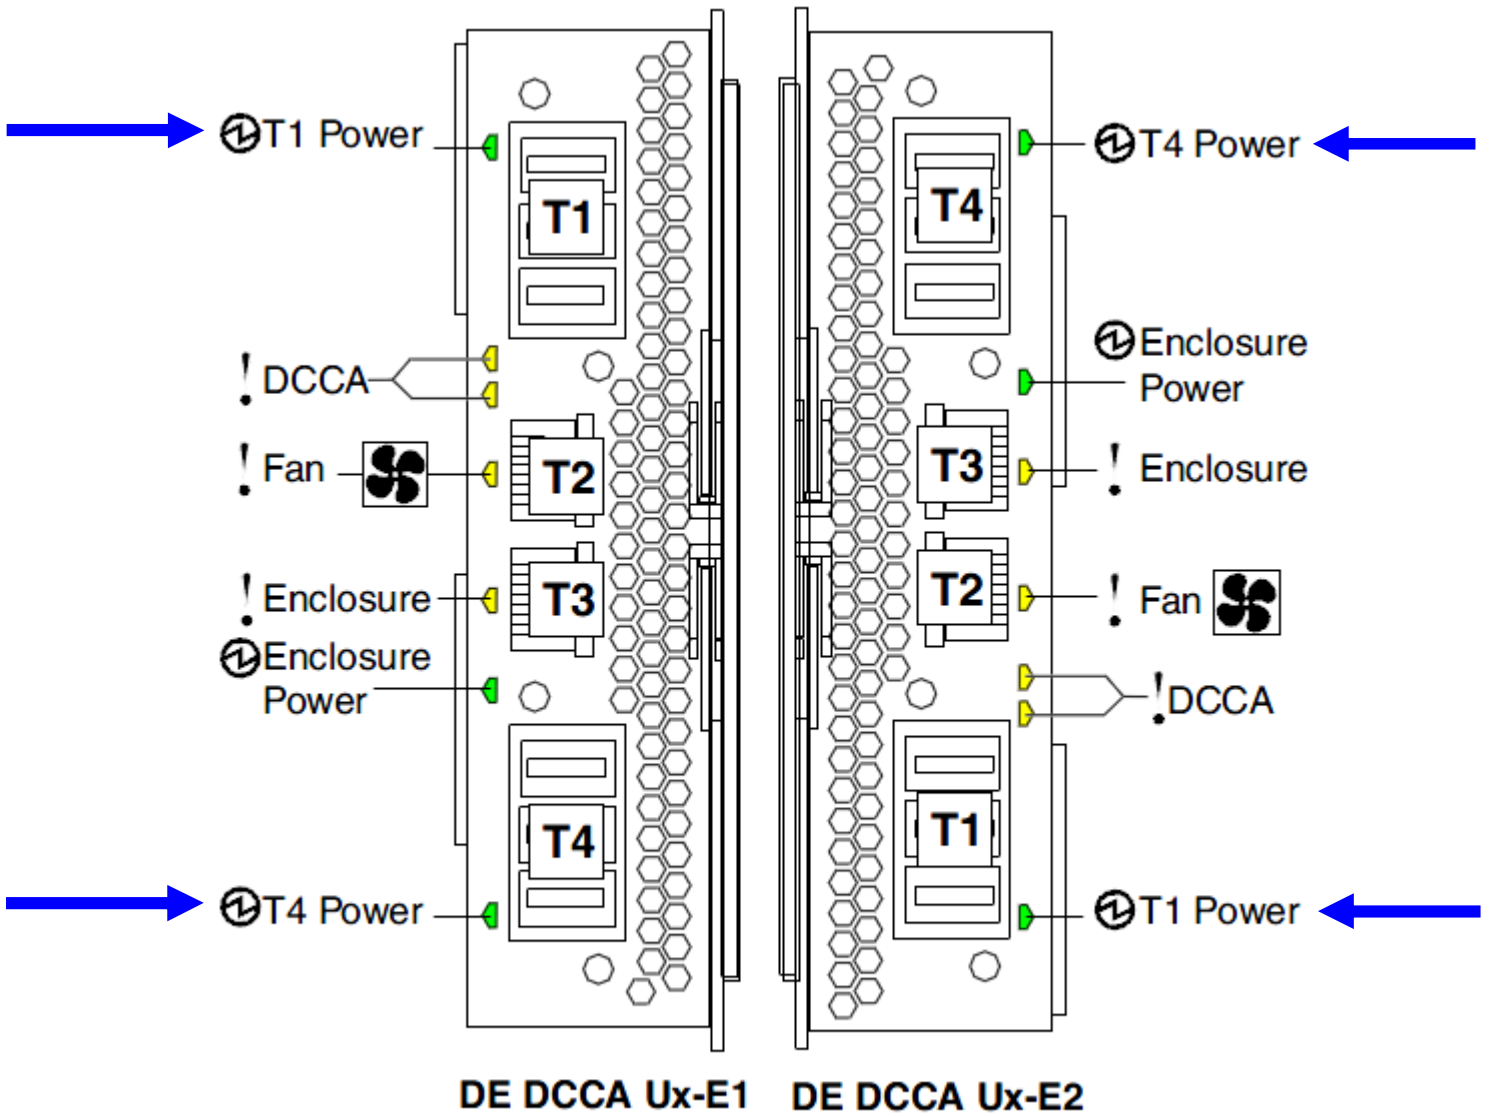 T1 Power
T1
! DCCA
! Fan
T2
! Enclosure
T3
Enclosure
Power
T4
T4 Power
DE DCCA Ux-E1
T4 Power
T4
Enclosure
Power
T3
! Enclosure
T2
! Fan
! DCCA
T1
T1 Power
DE DCCA Ux-E2